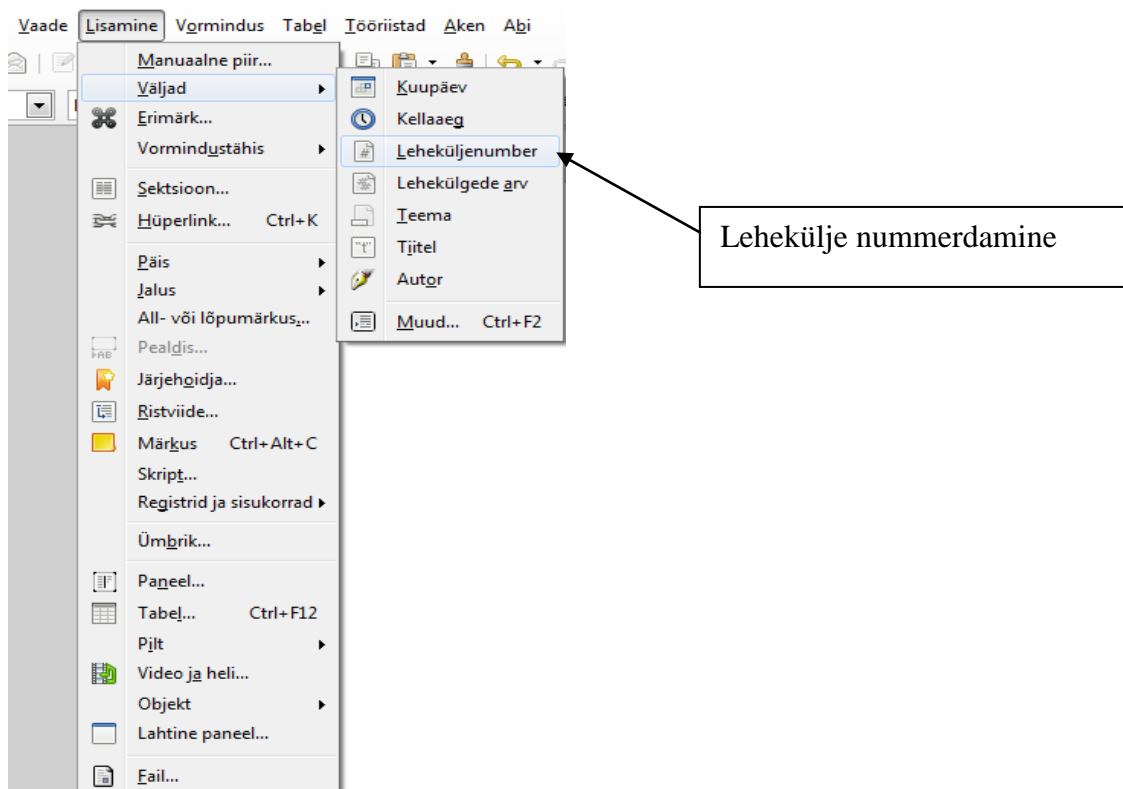 Vaade Lisamine Vormindus Tabel Tööriistad Aken Abi
Manuaalne piir...
Väljad
Erimärk...
Vormindustähis
Sektsioon...
Hüperlink... Ctrl+K
Päis
Jalus
All- või lõpumärkus...
Pealdis...
Järjehoidja...
Ristviide...
Märkus Ctrl+Alt+C
Skript...
Registrid ja sisukorrad
Ümbrik...
Paneel...
Tabel... Ctrl+F12
Pilt
Video ja heli...
Objekt
Lahtine paneel...
Fail...
Kuupäev
Kellaaeg
Leheküljenumber
Lehekülgede arv
Teema
Tiitel
Autor
Muud... Ctrl+F2
Lehekülje nummerdamine